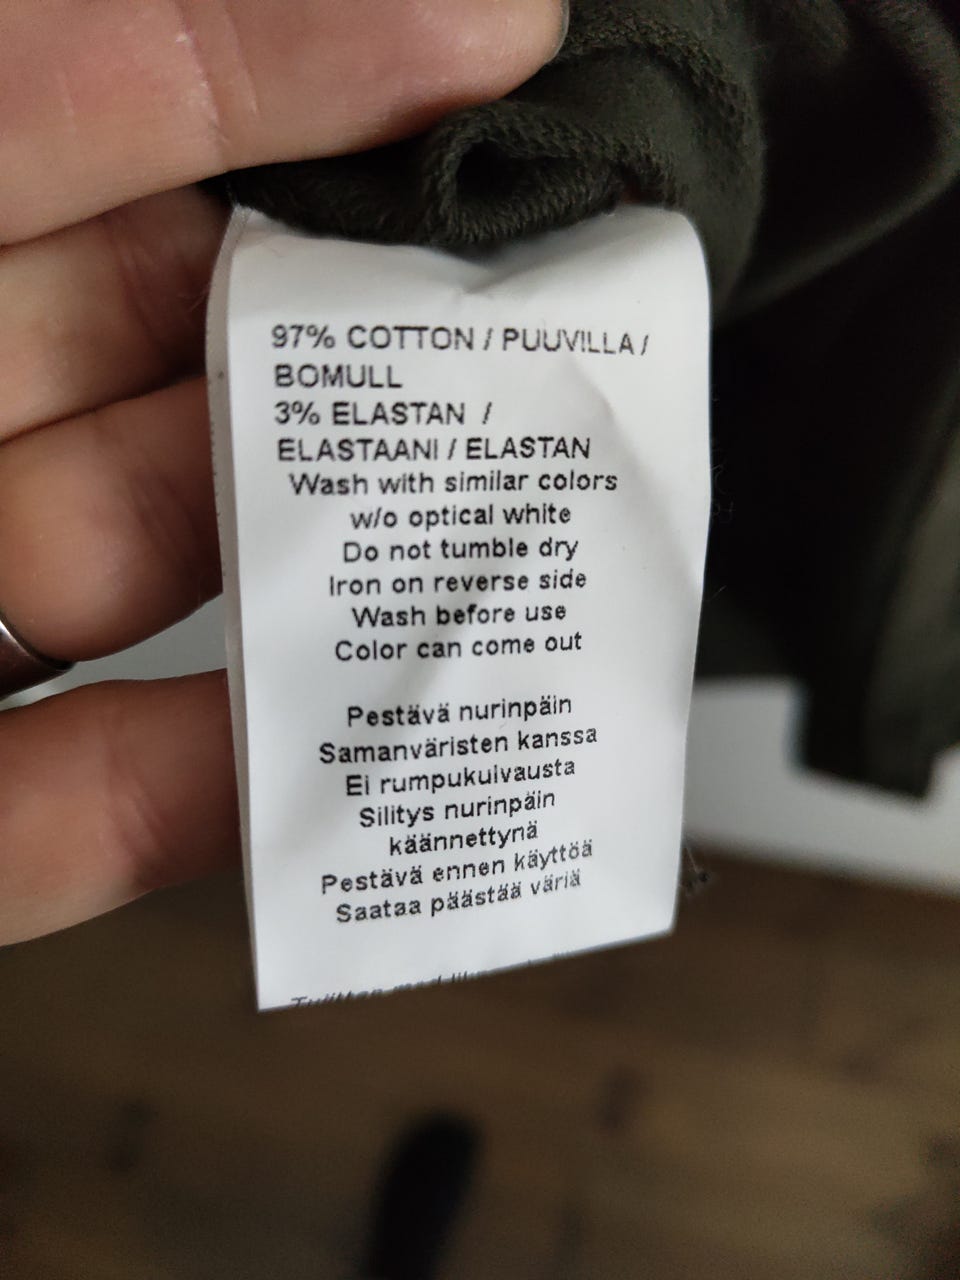 97% COTTON / PUUVILLA /
BOMULL
3% ELASTAN /
ELASTAANI / ELASTAN
Wash with similar colors
w/o optical white
Do not tumble dry
Iron on reverse side
Wash before use
Color can come out
Pestävä nurinpäin
Samanväristen kanssa
Ei rumpukuivausta
Silitys nurinpäin
käännettynä
Pestävä ennen käyttöä
Saataa päästää väriä